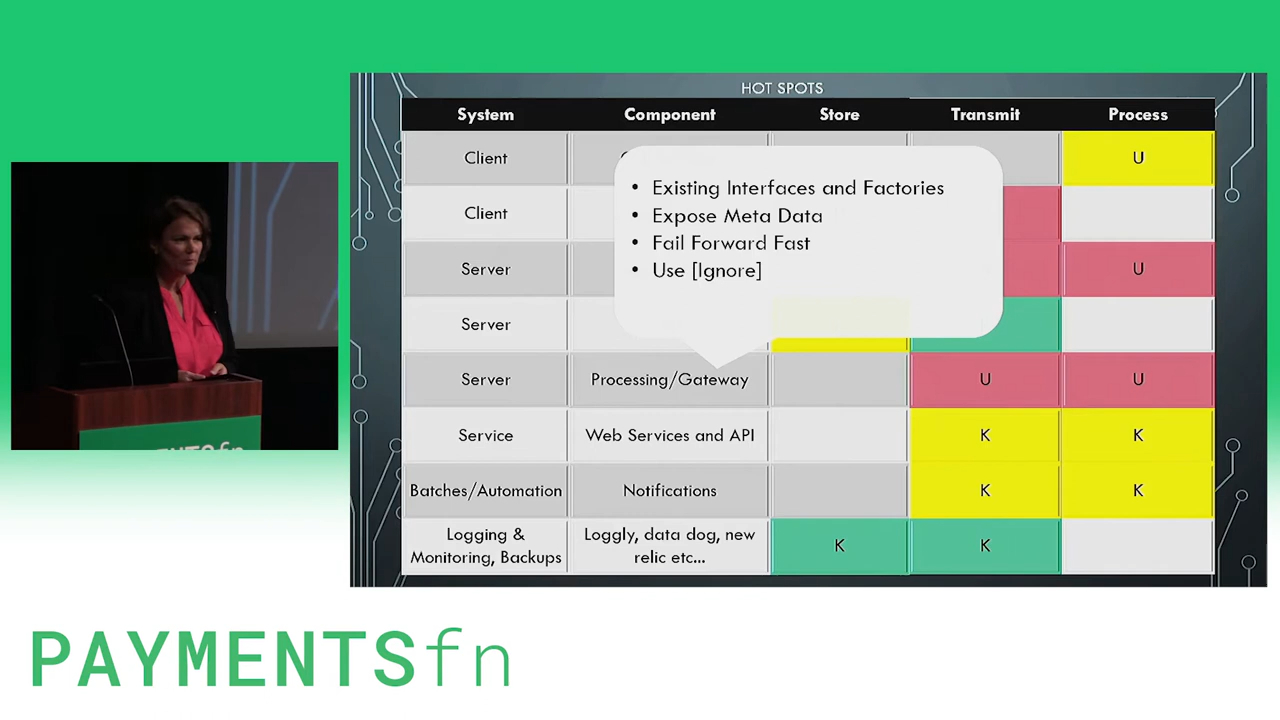 HOT SPOTS
System Component Store Transmit Process
Client U
Client
Server U
Server
• Existing Interfaces and Factories
• Expose Meta Data
• Fail Forward Fast
• Use [Ignore]
Server Processing/Gateway U U
Service Web Services and API K K
Batches/Automation Notifications K K
Logging & Loggly, data dog, new K K
Monitoring, Backups relic etc...
PAYMENTSfn